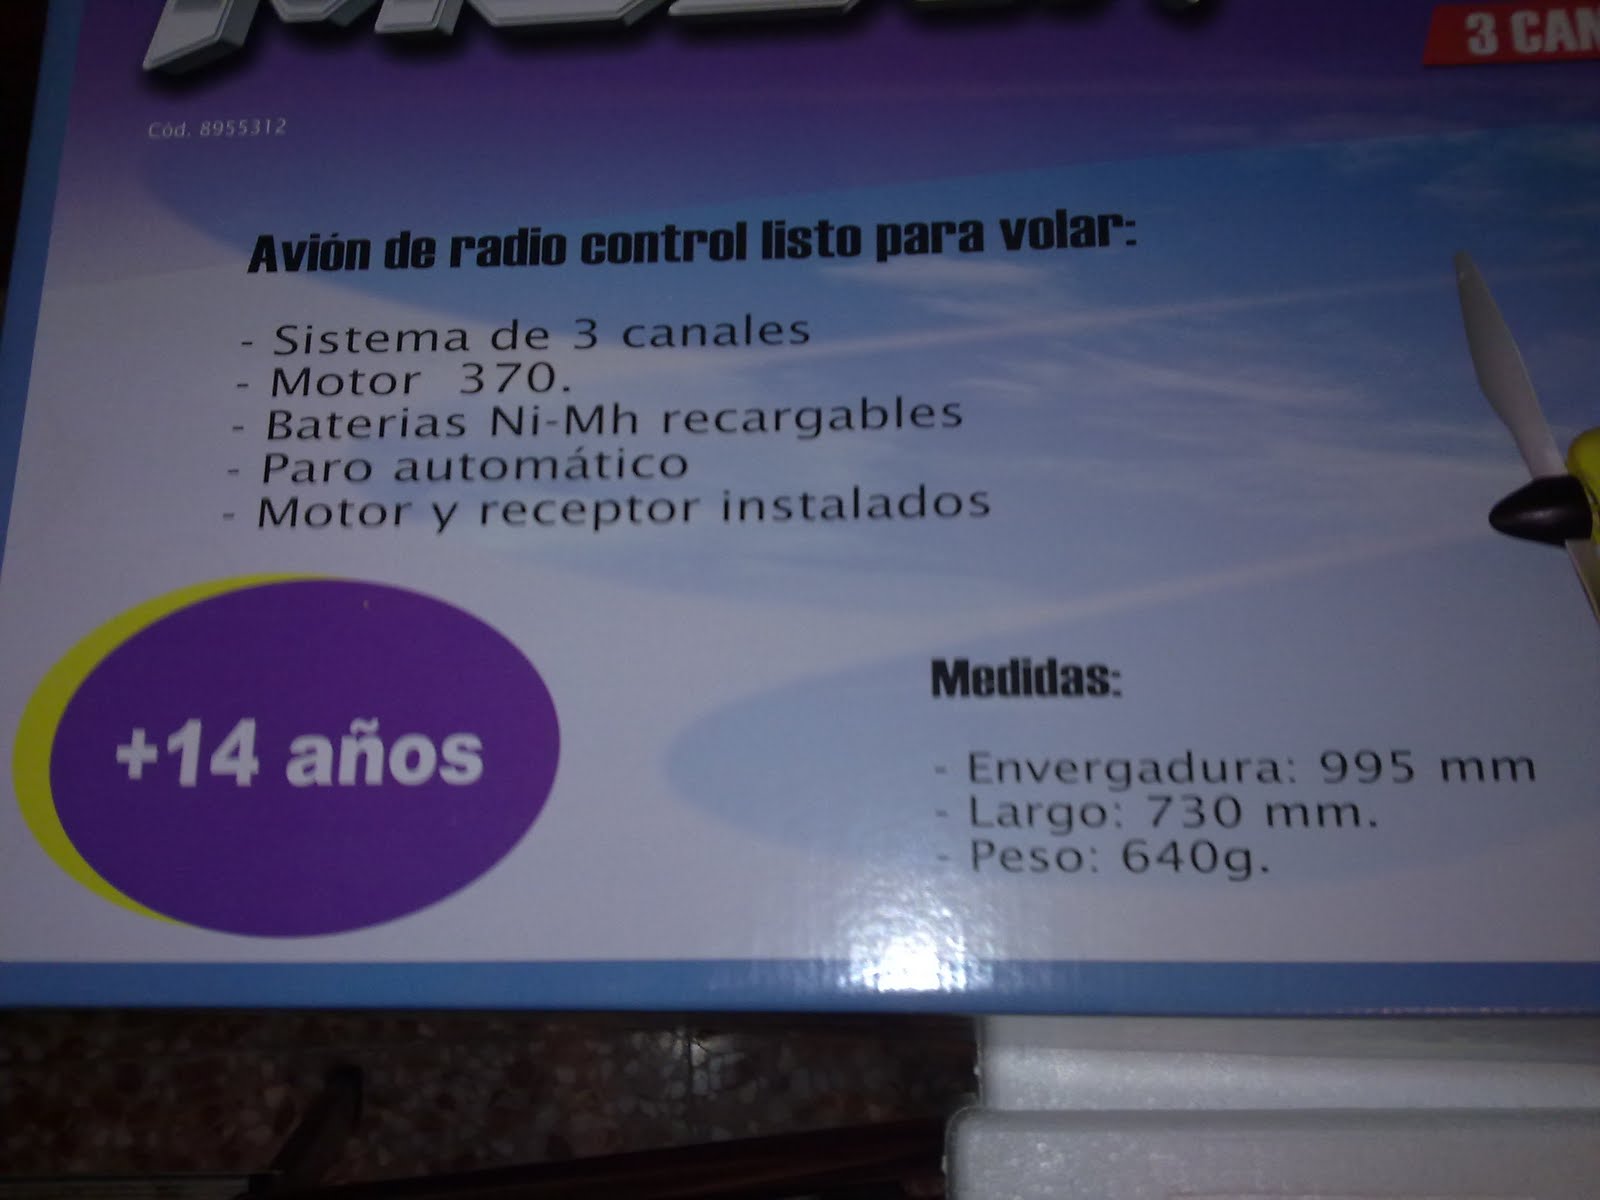 3 CAN
Cód. 8955312
Avión de radio control listo para volar:
- Sistema de 3 canales
- Motor 370.
- Baterias Ni-Mh recargables
- Paro automático
- Motor y receptor instalados
+14 años
Medidas:
- Envergadura: 995 mm
- Largo: 730 mm.
- Peso: 640g.